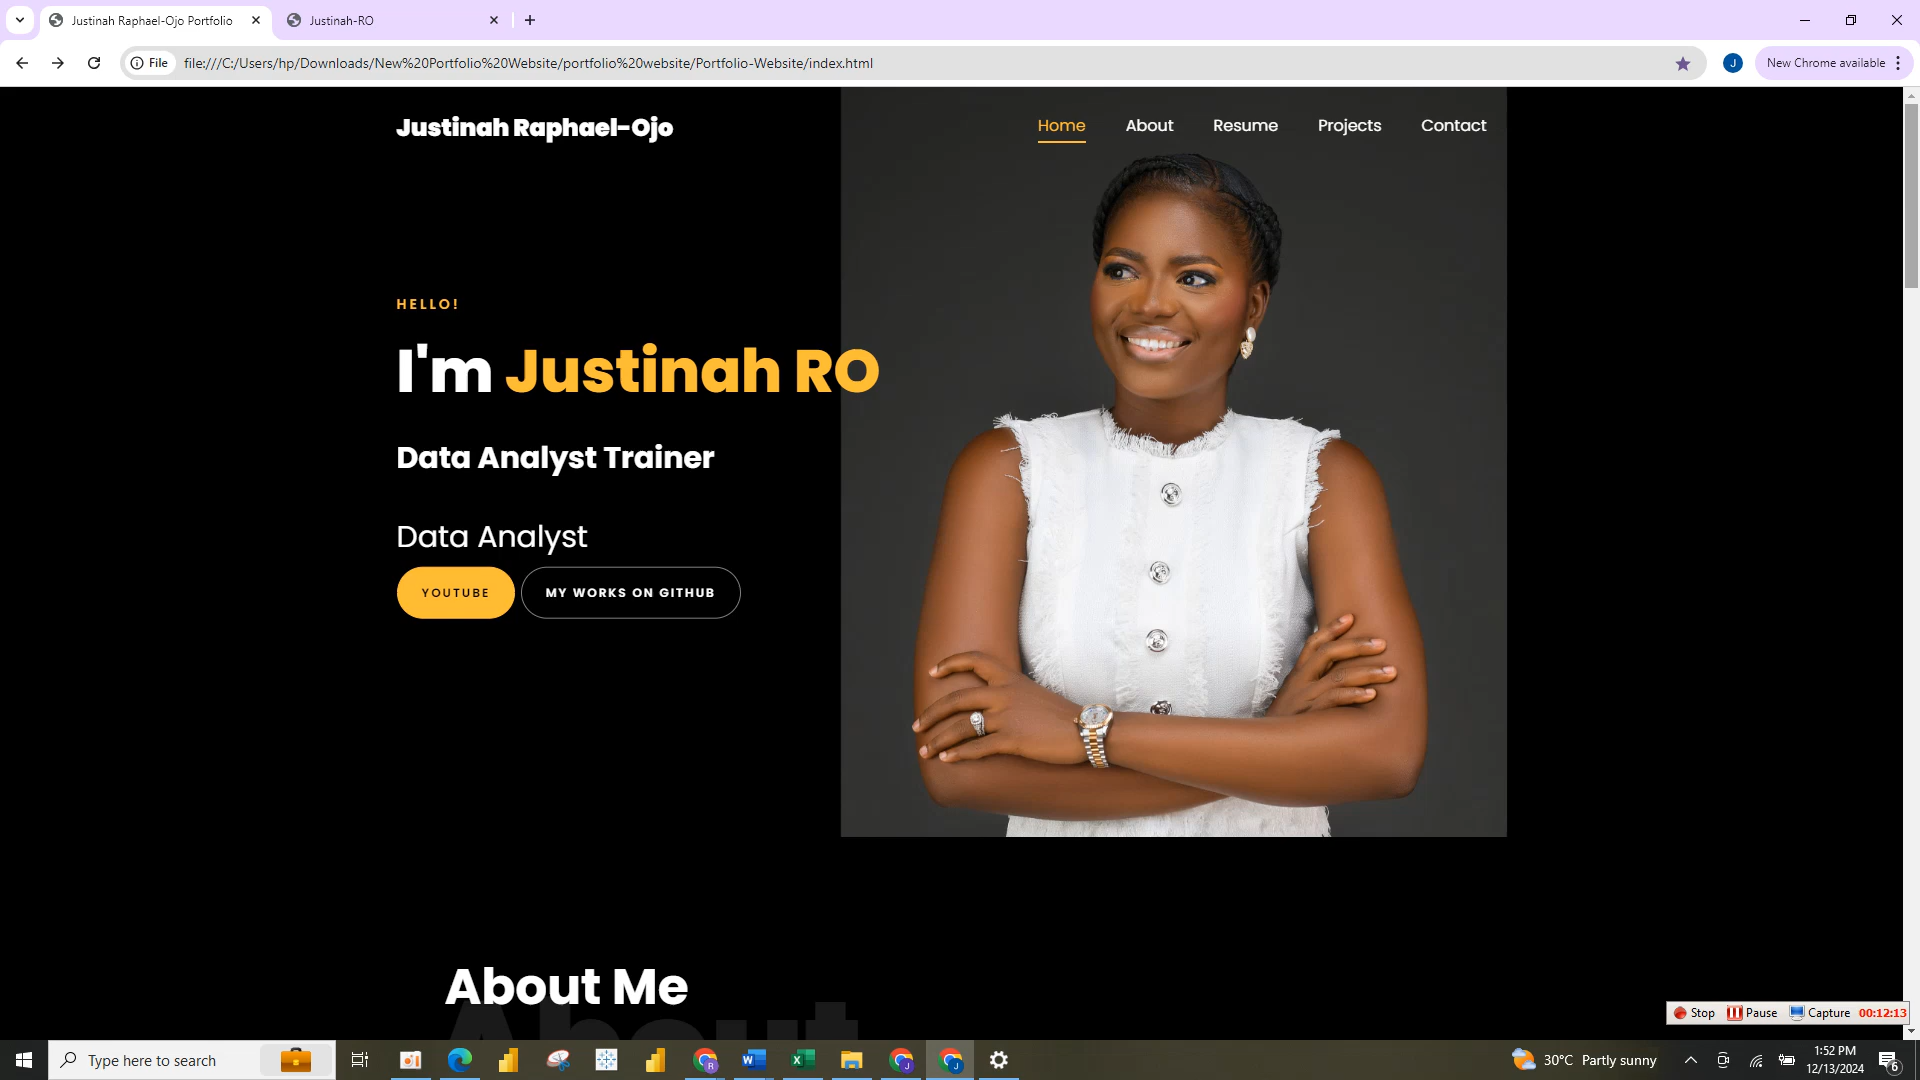 Justinah Raphael-Ojo Portfolio
Justinah-RO
File
file:///C:/Users/hp/Downloads/New%20Portfolio%20Website/portfolio%20website/Portfolio-Website/index.html
J
New Chrome available
Justinah Raphael-Ojo
Home
About
Resume
Projects
Contact
HELLO!
I'm Justinah RO
Data Analyst Trainer
Data Analyst
YOUTUBE
MY WORKS ON GITHUB
About Me
About
Stop
Pause
Capture
00:12:13
Type here to search
30°C Partly sunny
1:52 PM
12/13/2024
6